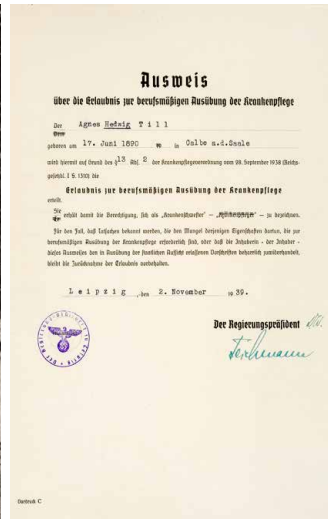 Ausweis
über die Erlaubnis zur berufsmäßigen Ausübung der Krankenpflege
Der Agnes Hedwig Till
geboren am 17. Juni 1890 in Calbe a.d.Saale
wird hiermit auf Grund des § 13 Abs. 2 der Krankenpflegeverordnung vom 28. September 1938 (Reichs-
gesetzbl. I S. 1310) die
Erlaubnis zur berufsmäßigen Ausübung der Krankenpflege
erteilt.
Sie
erhält damit die Berechtigung, sich als „Krankenschwester“ – – zu bezeichnen.
Für den Fall, daß Tatsachen bekannt werden, die den Mangel derjenigen Eigenschaften dartun, die zur
berufsmäßigen Ausübung der Krankenpflege erforderlich sind, oder daß die Inhaberin - der Inhaber -
dieses Ausweises den in Ausübung der staatlichen Aufsicht erlassenen Vorschriften beharrlich zuwiderhandelt,
bleibt die Zurücknahme der Erlaubnis vorbehalten.
Leipzig, den 2. November 1939.
Der Regierungspräsident
Vordruck C